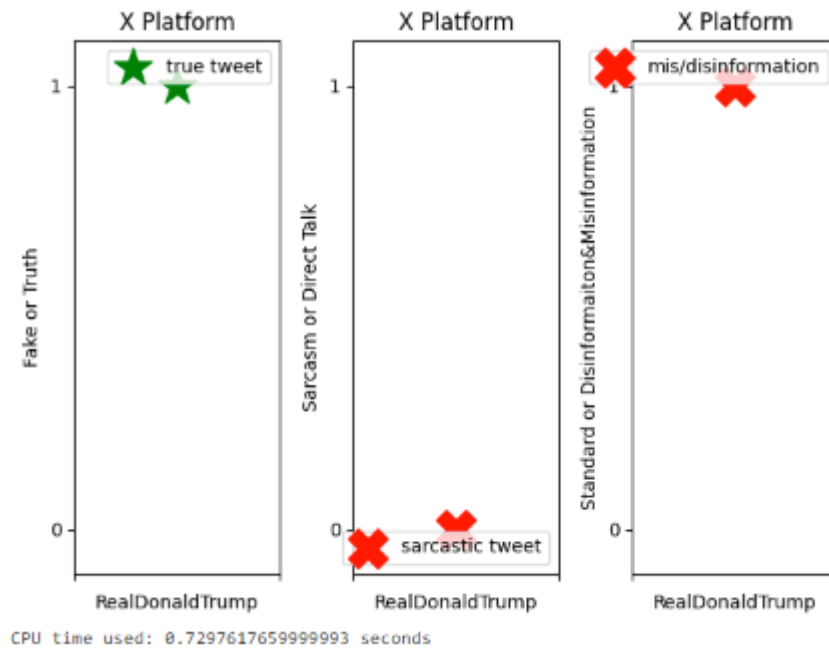 X Platform
X Platform
X Platform
true tweet
mis/disinformation
1
1
1
Fake or Truth
Sarcasm or Direct Talk
Standard or Disinformaiton&Misinformation
0
0
0
sarcastic tweet
RealDonaldTrump
RealDonaldTrump
RealDonaldTrump
CPU time used: 0.7297617659999993 seconds